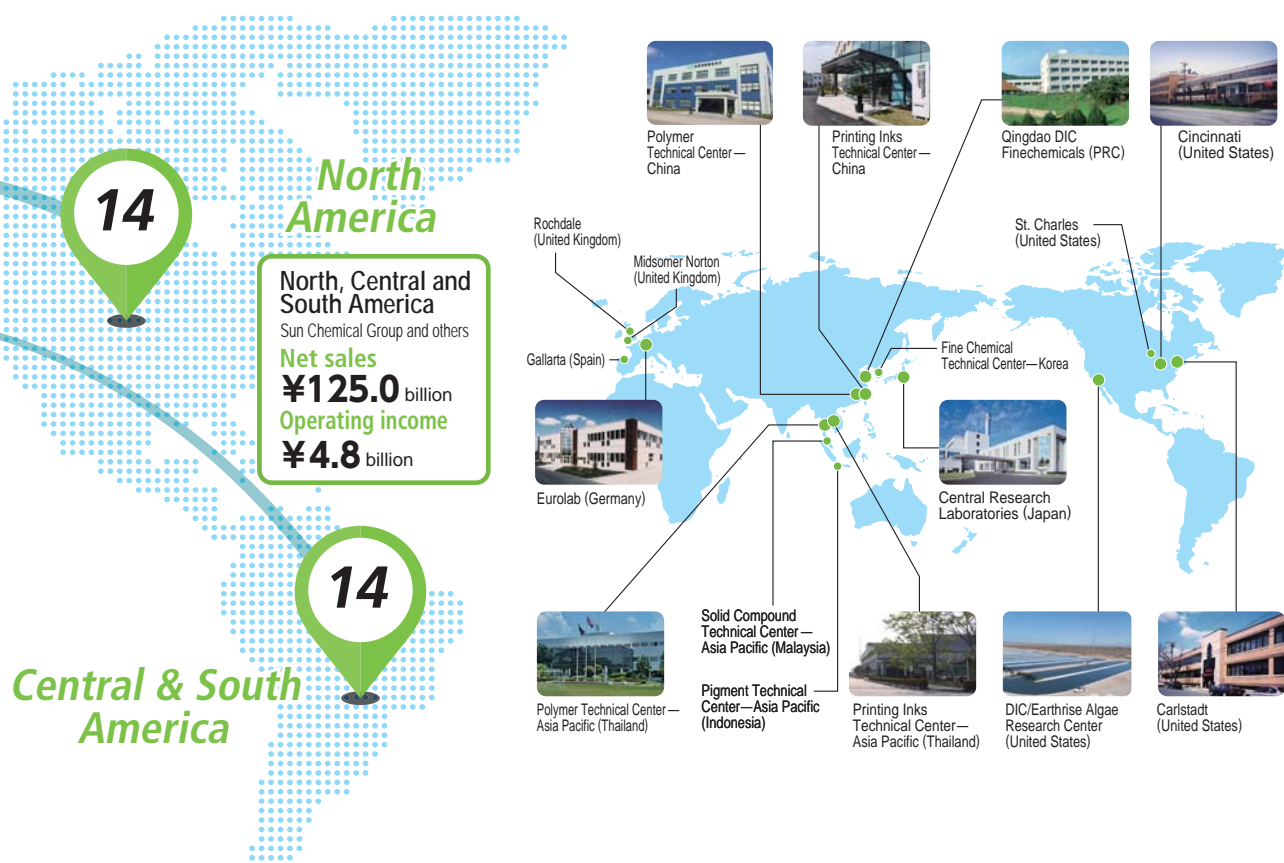 14
North
America
North, Central and
South America
Sun Chemical Group and others
Net sales
¥125.0 billion
Operating income
¥4.8 billion
14
Central & South
America
Polymer
Technical Center—
China
Printing Inks
Technical Center—
China
Qingdao DIC
Finechemicals (PRC)
Cincinnati
(United States)
Rochdale
(United Kingdom)
Midsomer Norton
(United Kingdom)
St. Charles
(United States)
Gallarta (Spain)
Fine Chemical
Technical Center—Korea
Eurolab (Germany)
Central Research
Laboratories (Japan)
Polymer Technical Center—
Asia Pacific (Thailand)
Solid Compound
Technical Center—
Asia Pacific (Malaysia)
Pigment Technical
Center—Asia Pacific
(Indonesia)
Printing Inks
Technical Center—
Asia Pacific (Thailand)
DIC/Earthrise Algae
Research Center
(United States)
Carlstadt
(United States)